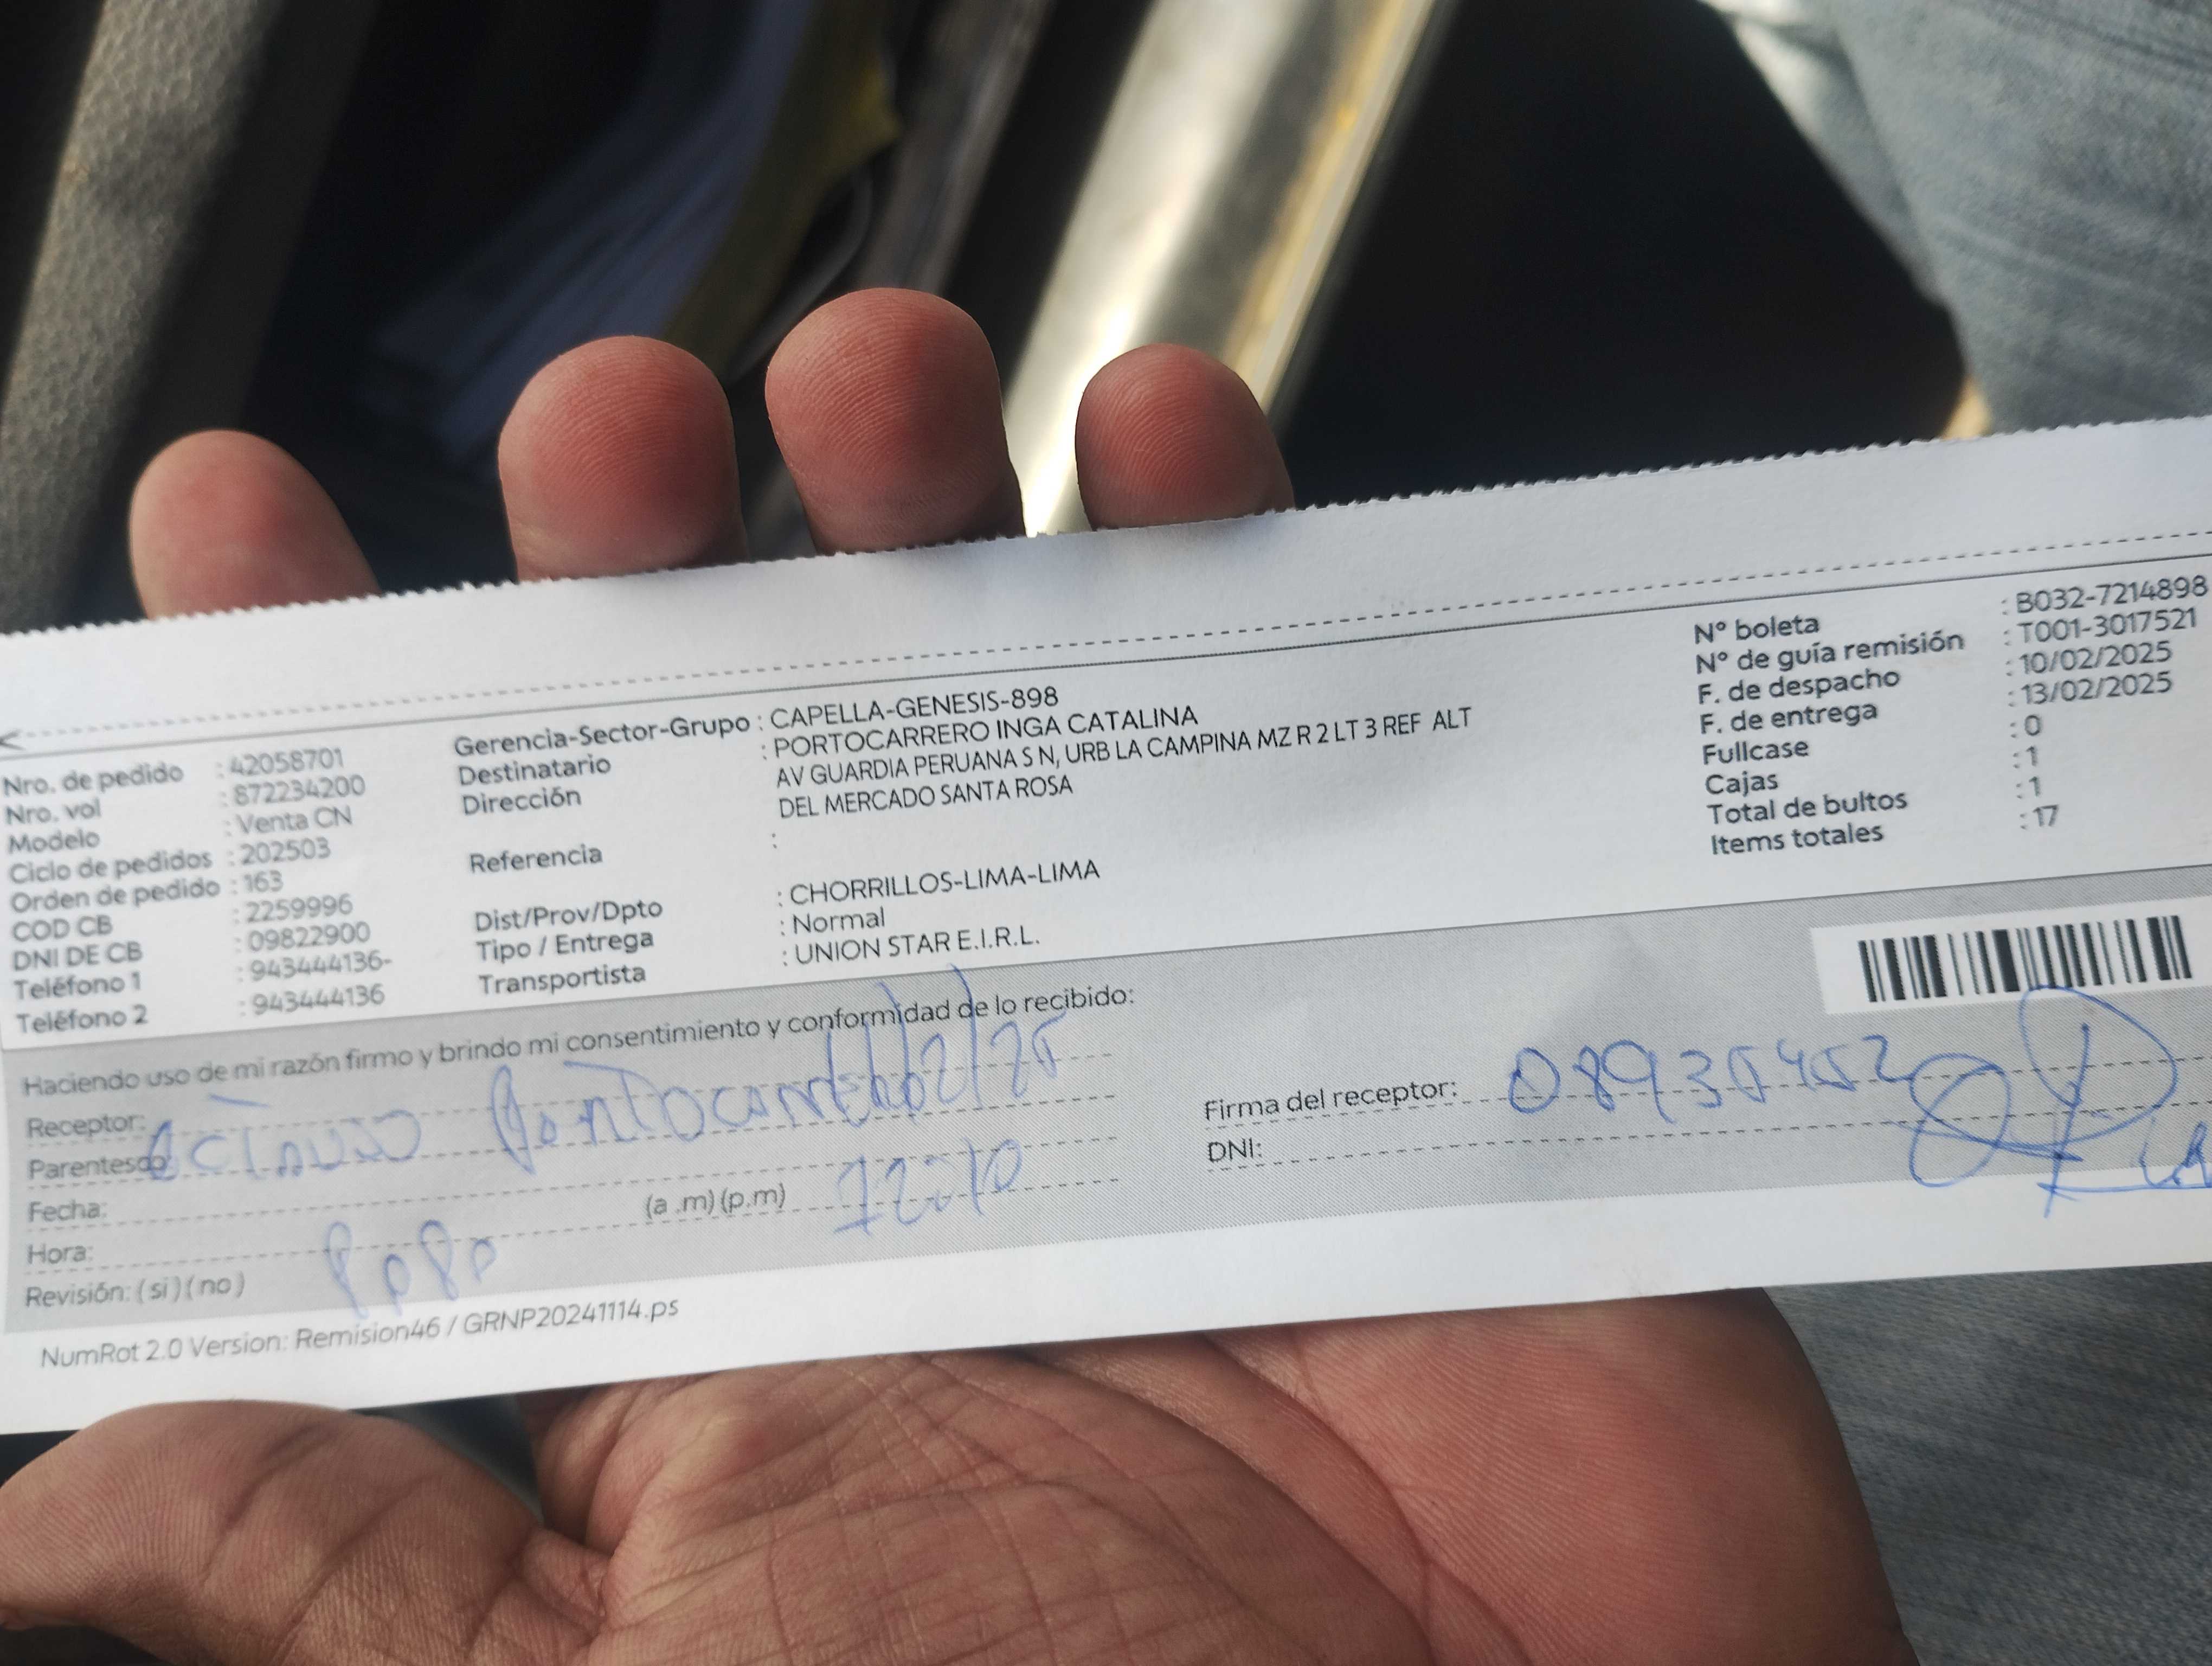 Nro. de pedido : 42058701
Nro. vol : 872234200
Modelo : Venta CN
Ciclo de pedidos : 202503
Orden de pedido : 163
COD CB : 2259996
DNI DE CB : 09822900
Teléfono 1 : 943444136-
Teléfono 2 : 943444136
Gerencia-Sector-Grupo : CAPELLA-GENESIS-898
Destinatario : PORTOCARRERO INGA CATALINA
Dirección AV GUARDIA PERUANA S N, URB LA CAMPINA MZ R 2 LT 3 REF ALT
DEL MERCADO SANTA ROSA
Referencia :
Dist/Prov/Dpto : CHORRILLOS-LIMA-LIMA
Tipo / Entrega : Normal
Transportista : UNION STAR E.I.R.L.
N° boleta : B032-7214898
N° de guía remisión : T001-3017521
F. de despacho : 10/02/2025
F. de entrega : 13/02/2025
Fullcase : 0
Cajas : 1
Total de bultos : 1
Items totales : 17
Haciendo uso de mi razón firmo y brindo mi consentimiento y conformidad de lo recibido:
Receptor:
Parentesco:
Fecha:
Hora: (a .m) (p.m) 12:10
Revisión: ( si ) ( no )
Firma del receptor: 08935452
DNI:
NumRot 2.0 Version: Remision46 / GRNP20241114.ps